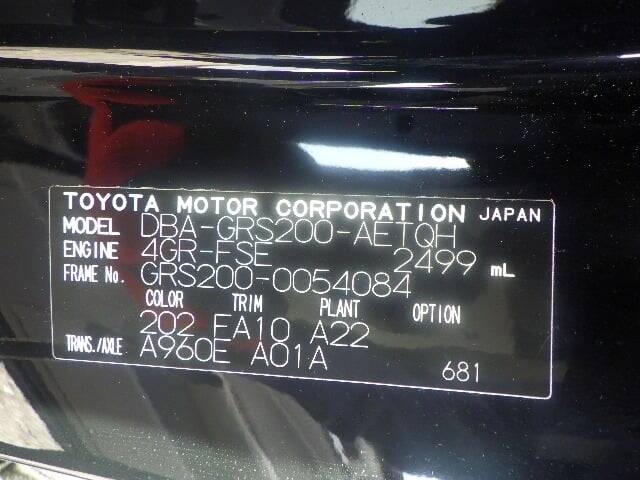 TOYOTA MOTOR CORPORATION JAPAN
MODEL DBA-GRS200-AETQH
ENGINE 4GR-FSE 2499 mL
FRAME No. GRS200-0054084
COLOR TRIM PLANT OPTION
202 FA10 A22
TRANS./AXLE A960E A01A
681